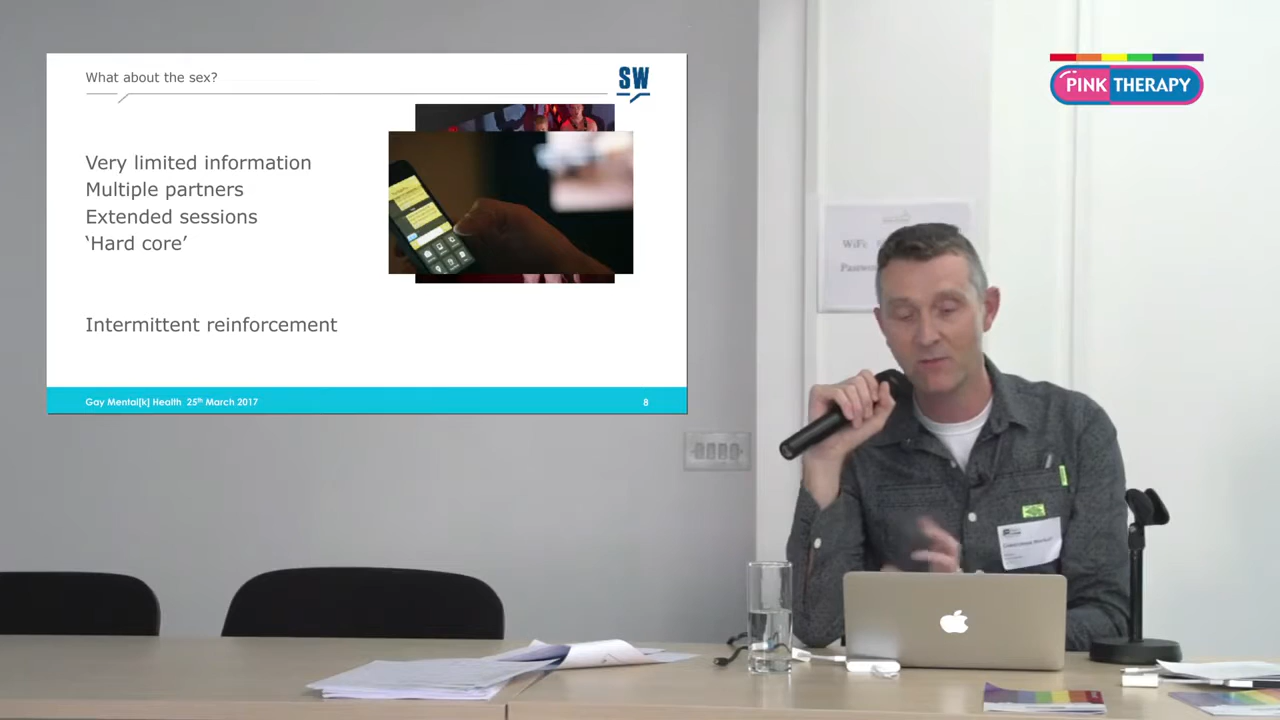 What about the sex?
SW
Very limited information
Multiple partners
Extended sessions
‘Hard core’
Intermittent reinforcement
Gay Mental[k] Health 25th March 2017
8
PINK THERAPY
WiFi